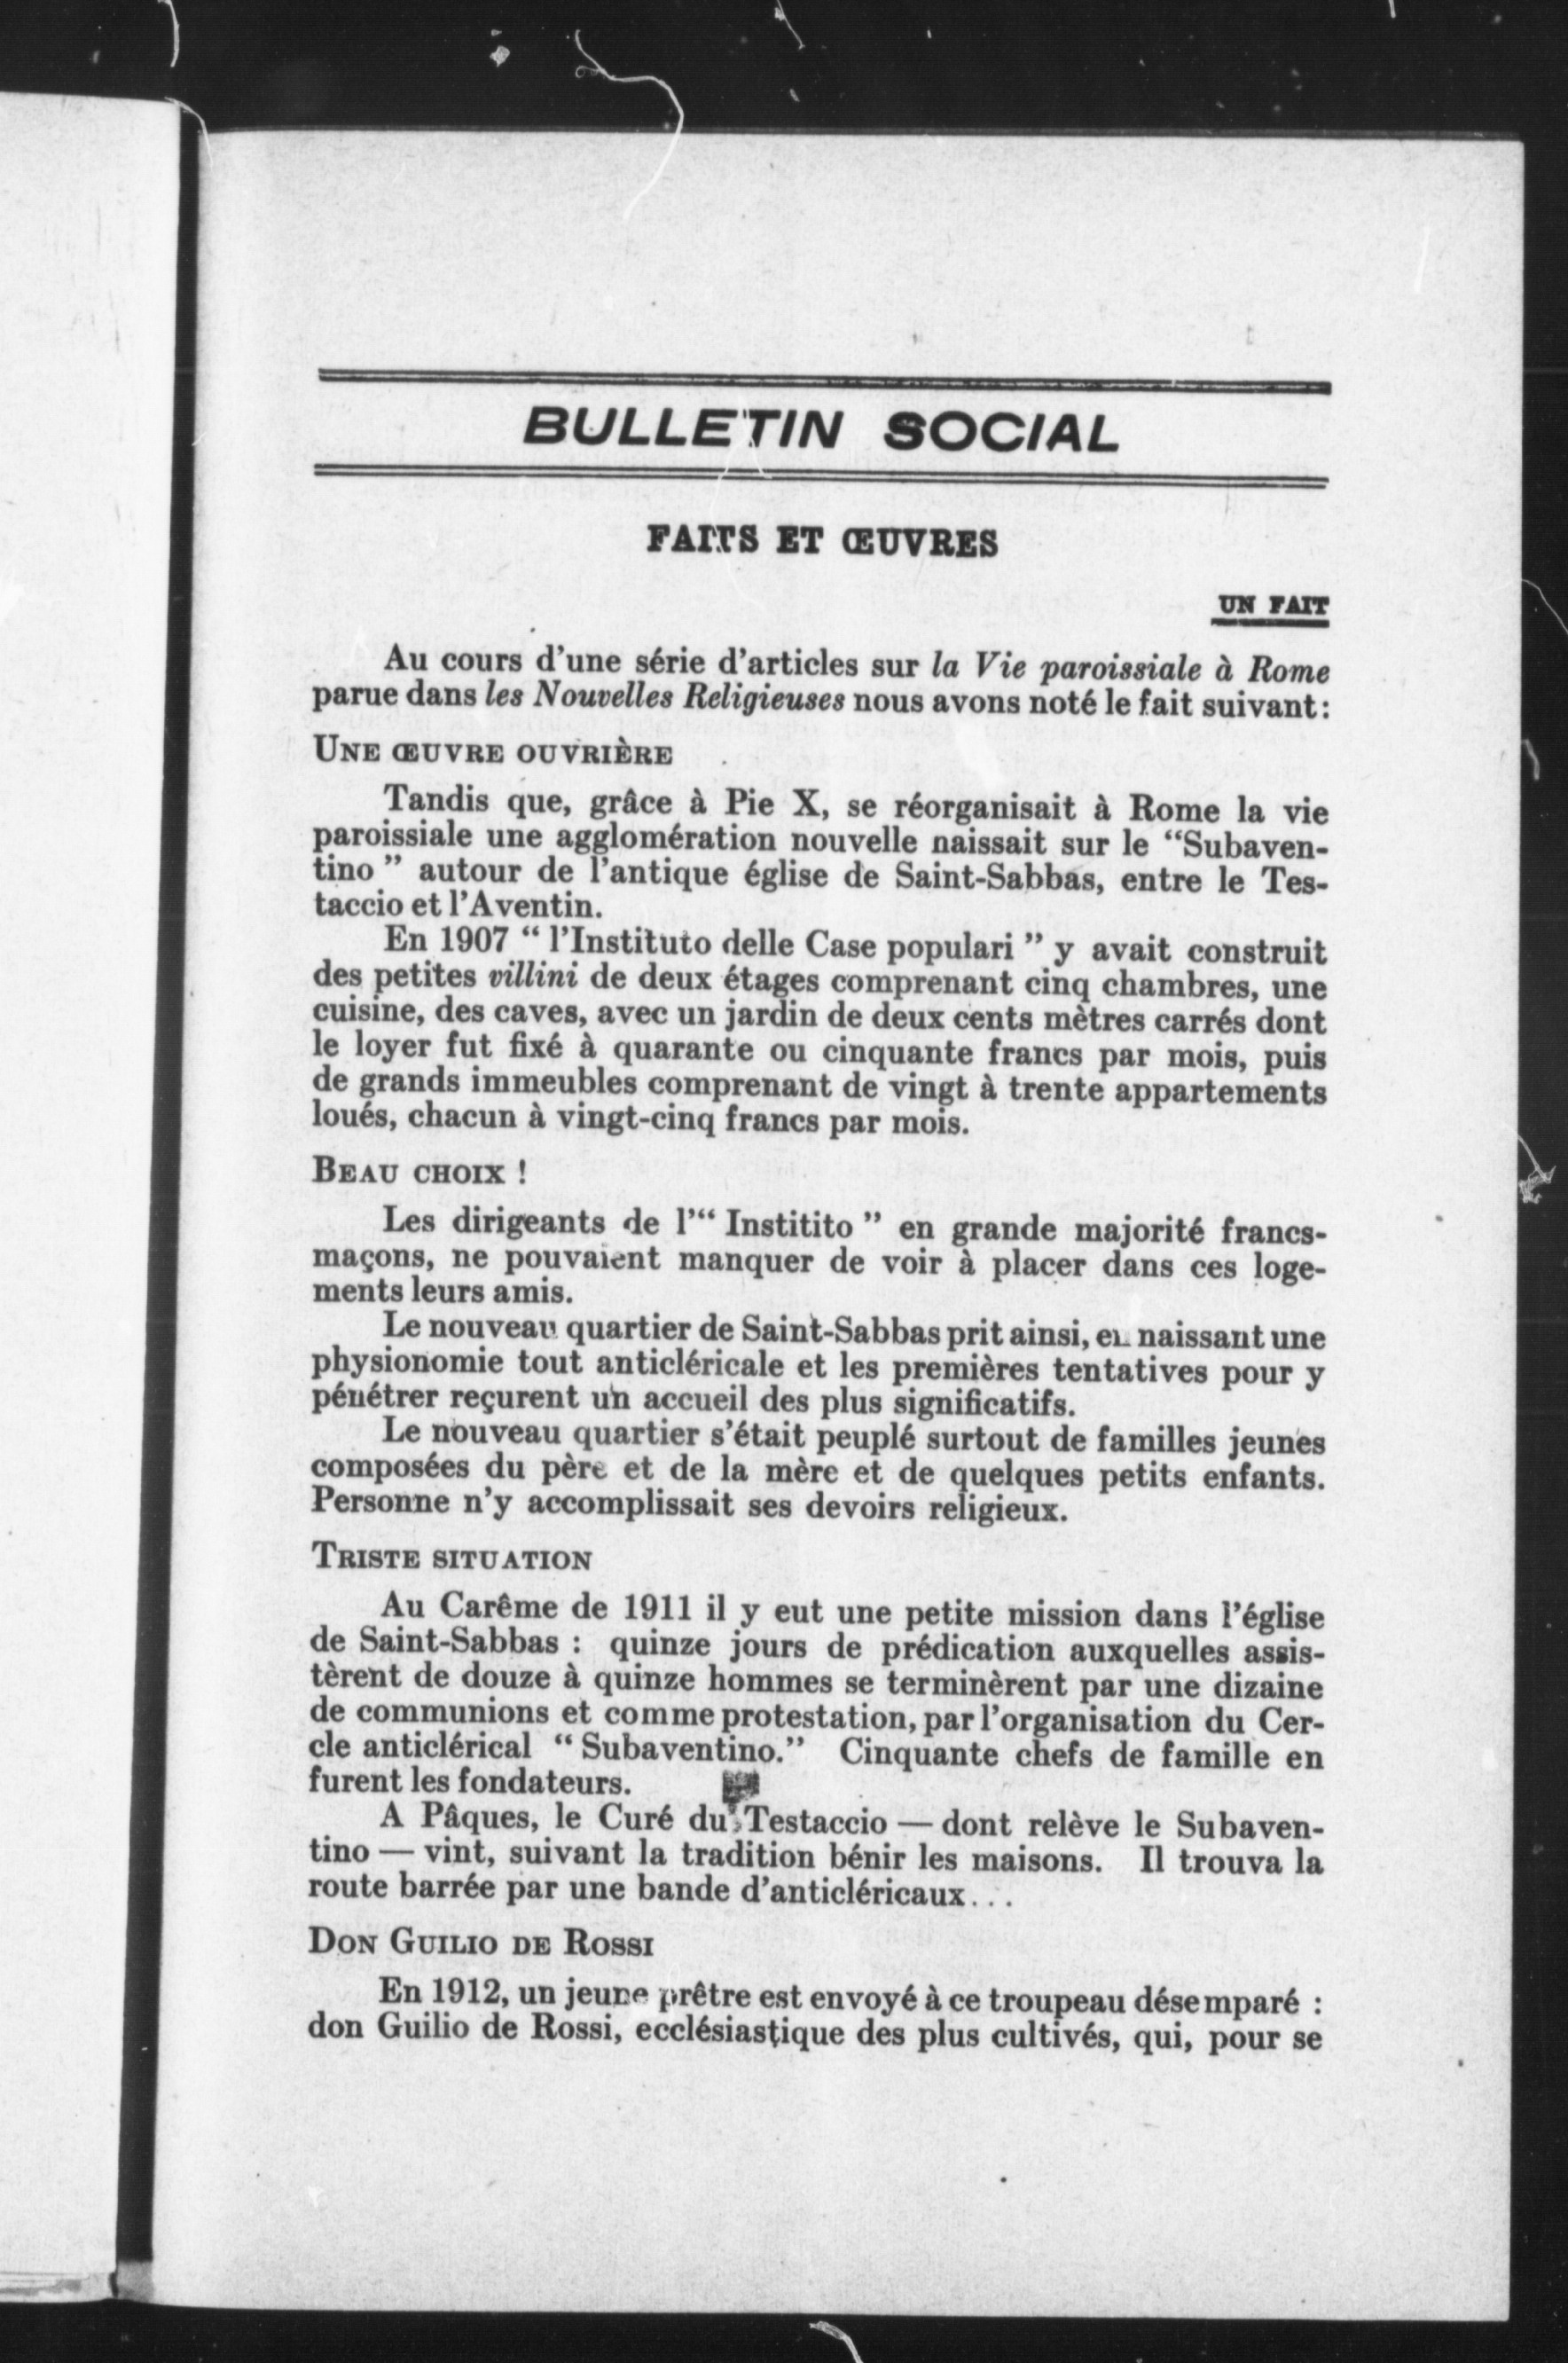 BULLETIN SOCIAL
FAITS ET ŒUVRES
UN FAIT
Au cours d'une série d'articles sur la Vie paroissiale à Rome
parue dans les Nouvelles Religieuses nous avons noté le fait suivant :
UNE ŒUVRE OUVRIÈRE
Tandis que, grâce à Pie X, se réorganisait à Rome la vie
paroissiale une agglomération nouvelle naissait sur le "Subaven-
tino" autour de l'antique église de Saint-Sabbas, entre le Tes-
taccio et l'Aventin.
En 1907 "l'Instituto delle Case populari" y avait construit
des petites villini de deux étages comprenant cinq chambres, une
cuisine, des caves, avec un jardin de deux cents mètres carrés dont
le loyer fut fixé à quarante ou cinquante francs par mois, puis
de grands immeubles comprenant de vingt à trente appartements
loués, chacun à vingt-cinq francs par mois.
BEAU CHOIX !
Les dirigeants de l'" Institito " en grande majorité francs-
maçons, ne pouvaient manquer de voir à placer dans ces loge-
ments leurs amis.
Le nouveau quartier de Saint-Sabbas prit ainsi, en naissant une
physionomie tout anticléricale et les premières tentatives pour y
pénétrer reçurent un accueil des plus significatifs.
Le nouveau quartier s'était peuplé surtout de familles jeunes
composées du père et de la mère et de quelques petits enfants.
Personne n'y accomplissait ses devoirs religieux.
TRISTE SITUATION
Au Carême de 1911 il y eut une petite mission dans l'église
de Saint-Sabbas : quinze jours de prédication auxquelles assis-
tèrent de douze à quinze hommes se terminèrent par une dizaine
de communions et comme protestation, par l'organisation du Cer-
cle anticlérical "Subaventino." Cinquante chefs de famille en
furent les fondateurs.
A Pâques, le Curé du Testaccio — dont relève le Subaven-
tino — vint, suivant la tradition bénir les maisons. Il trouva la
route barrée par une bande d'anticléricaux...
DON GUILIO DE ROSSI
En 1912, un jeune prêtre est envoyé à ce troupeau désemparé :
don Guilio de Rossi, ecclésiastique des plus cultivés, qui, pour se